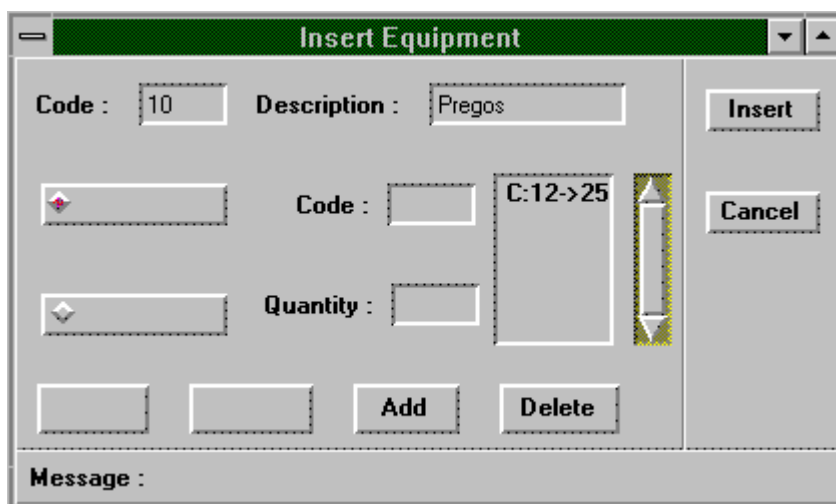 Insert Equipment
Code : 10 Description : Pregos
Insert
Code :
C:12->25
Cancel
Quantity :
Add Delete
Message :